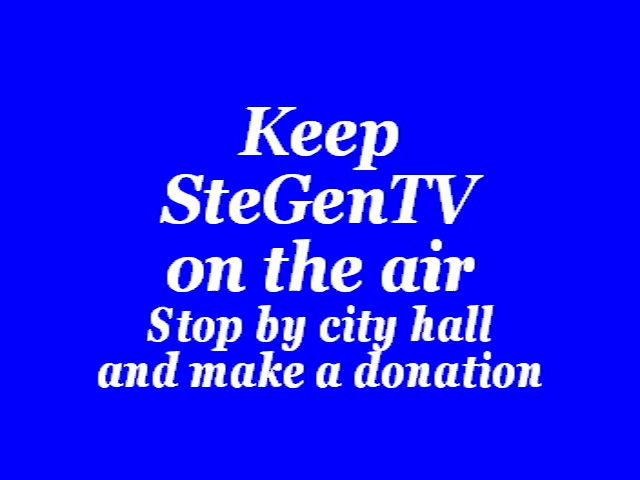 Keep
SteGenTV
on the air
Stop by city hall
and make a donation